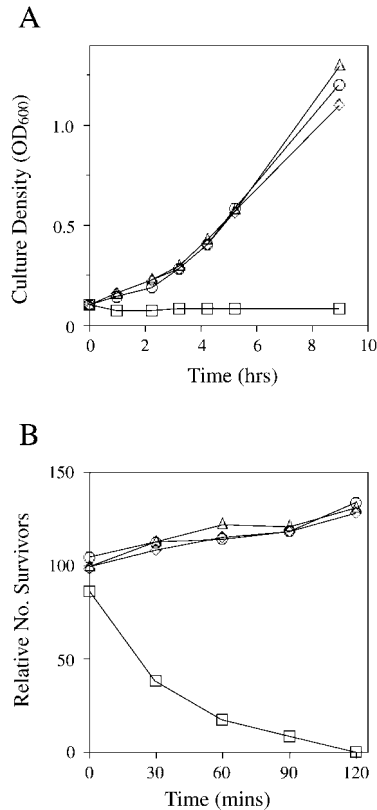 A
Culture Density (OD600)
1.0
0.5
0
0 2 4 6 8 10
Time (hrs)
B
Relative No. Survivors
150
100
50
0
0 30 60 90 120
Time (mins)